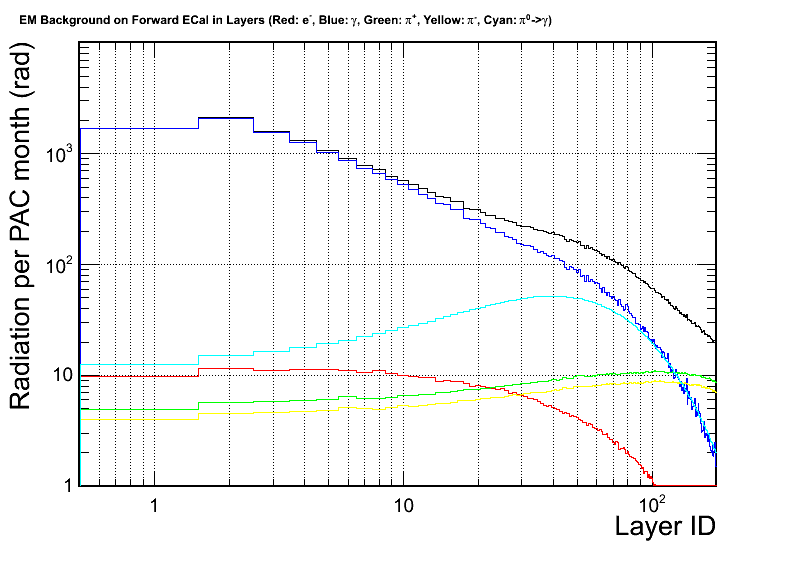 EM Background on Forward ECal in Layers (Red: e⁻, Blue: γ, Green: π⁺, Yellow: π⁻, Cyan: π⁰->γ)
Radiation per PAC month (rad)
10³
10²
10
1
1 10 10²
Layer ID